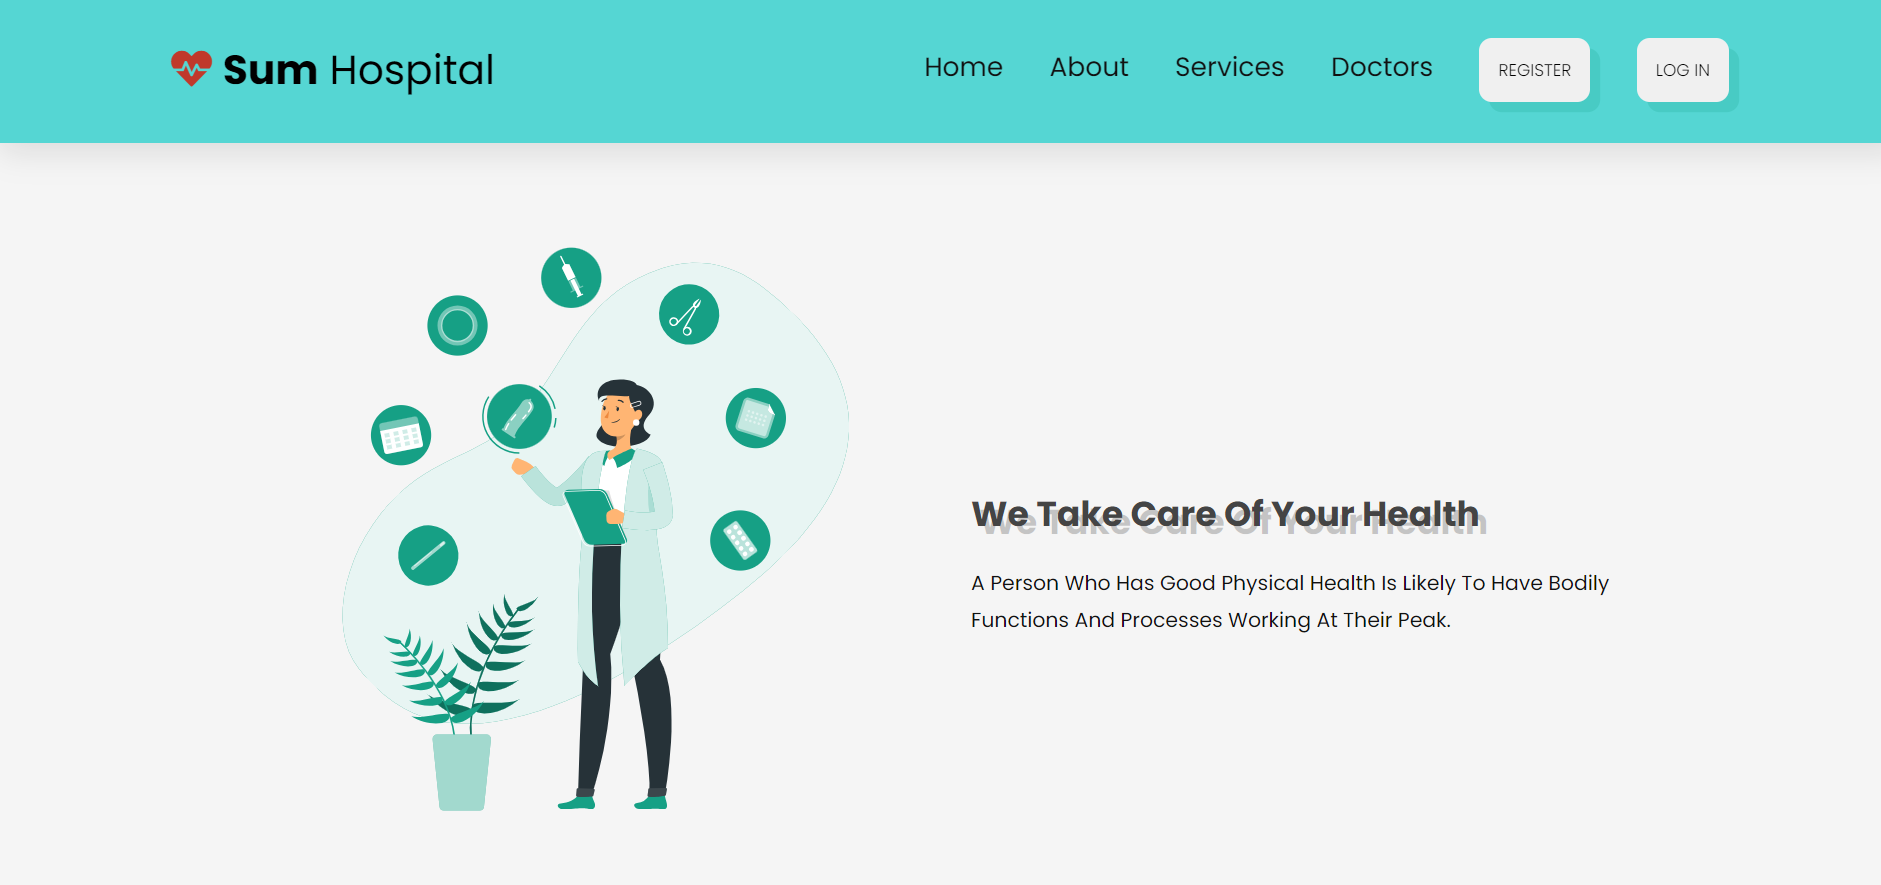 Sum Hospital
Home About Services Doctors REGISTER LOG IN
We Take Care Of Your Health
A Person Who Has Good Physical Health Is Likely To Have Bodily
Functions And Processes Working At Their Peak.